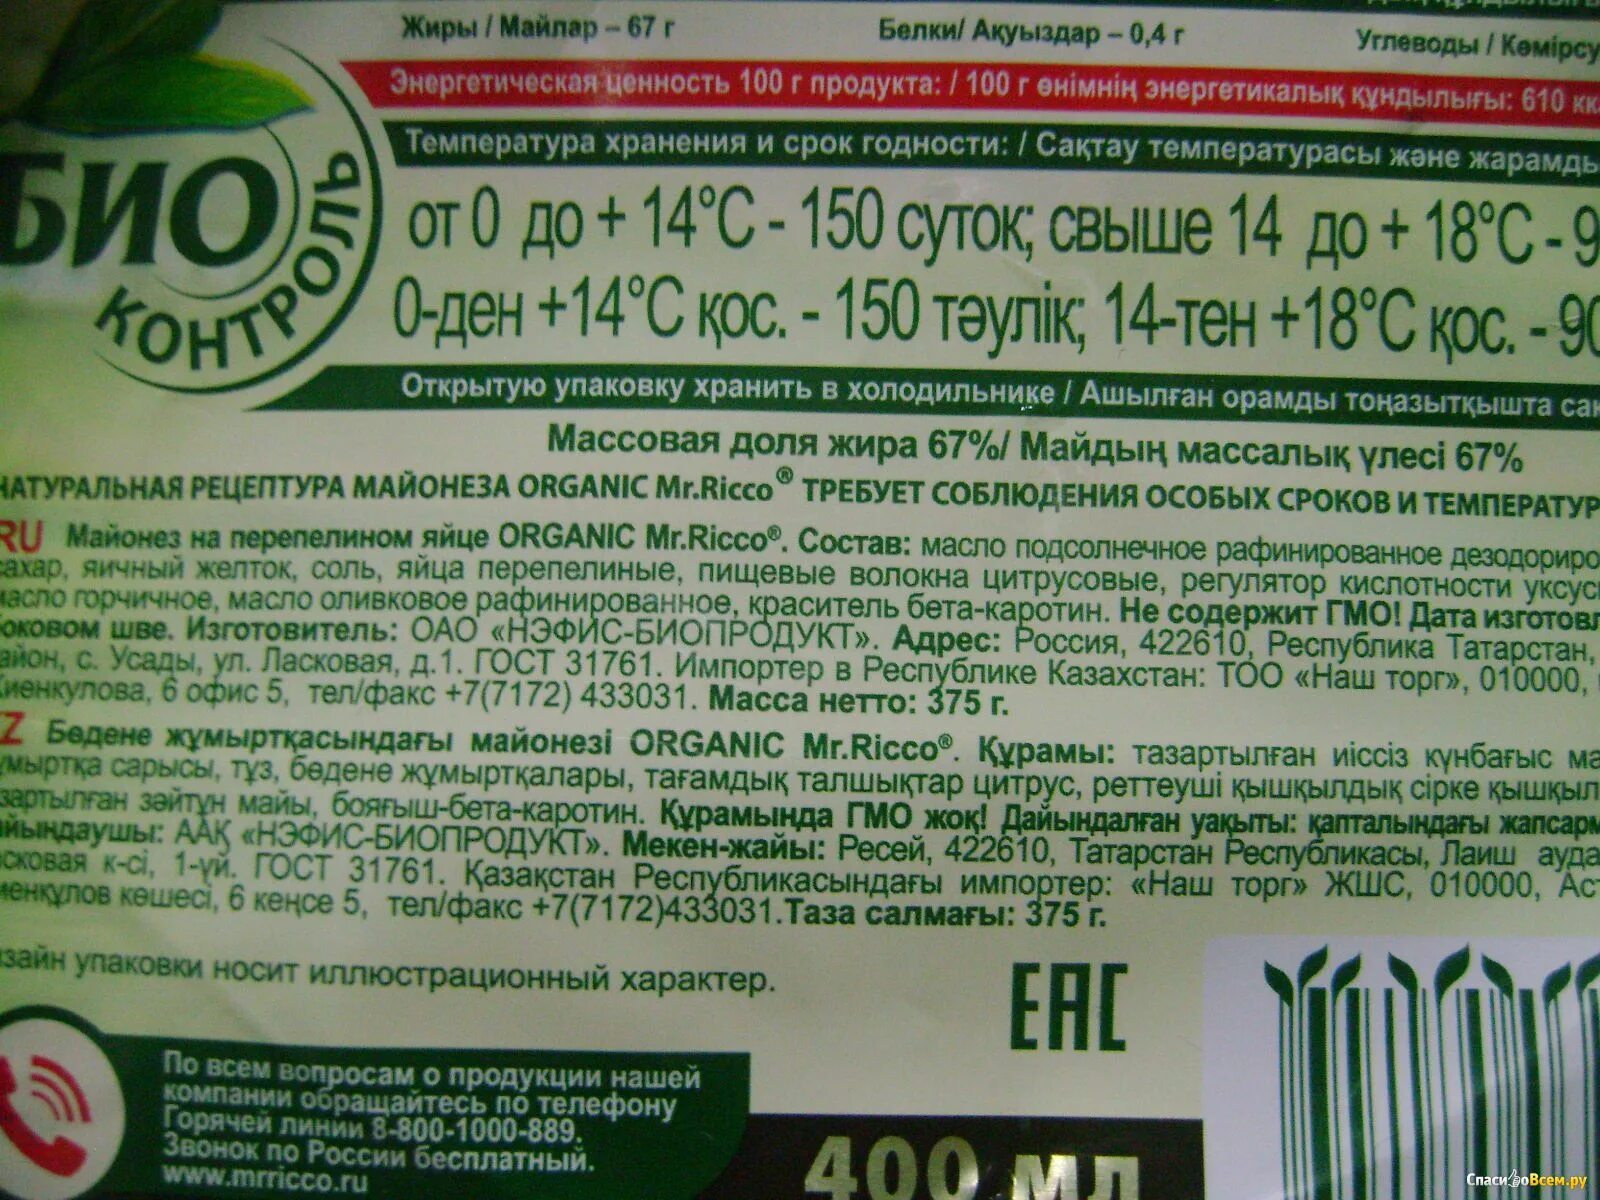 Жиры / Майлар – 67 г Белки/ Ақуыздар – 0,4 г Углеводы / Көмірсу
Энергетическая ценность 100 г продукта: / 100 г өнімнің энергетикалық құндылығы: 610 кк
Температура хранения и срок годности: / Сақтау температурасы және жарамды
БИО
КОНТРОЛЬ
от 0 до + 14°С - 150 суток; свыше 14 до + 18°С - 9
0-ден +14°С қос. - 150 тәулік; 14-тен +18°С қос. - 90
Открытую упаковку хранить в холодильнике / Ашылған орамды тоңазытқышта сақ
Массовая доля жира 67%/ Майдың массалық үлесі 67%
НАТУРАЛЬНАЯ РЕЦЕПТУРА МАЙОНЕЗА ORGANIC Mr.Ricco® ТРЕБУЕТ СОБЛЮДЕНИЯ ОСОБЫХ СРОКОВ И ТЕМПЕРАТУР
RU Майонез на перепелином яйце ORGANIC Mr.Ricco®. Состав: масло подсолнечное рафинированное дезодориро
сахар, яичный желток, соль, яйца перепелиные, пищевые волокна цитрусовые, регулятор кислотности уксус
масло горчичное, масло оливковое рафинированное, краситель бета-каротин. Не содержит ГМО! Дата изготовл
боковом шве. Изготовитель: ОАО «НЭФИС-БИОПРОДУКТ». Адрес: Россия, 422610, Республика Татарстан,
айон, с. Усады, ул. Ласковая, д.1. ГОСТ 31761. Импортер в Республике Казахстан: ТОО «Наш торг», 010000,
иенкулова, 6 офис 5, тел/факс +7(7172) 433031. Масса нетто: 375 г.
Z Бөдене жұмыртқасындағы майонезі ORGANIC Mr.Ricco®. Құрамы: тазартылған иіссіз күнбағыс ма
ұмыртқа сарысы, тұз, бөдене жұмыртқалары, тағамдық талшықтар цитрус, реттеуші қышқылдық сірке қышқыл
зартылған зәйтүн майы, бояғыш-бета-каротин. Құрамында ГМО жоқ! Дайындалған уақыты: қапталындағы жапсарм
айындаушы: ААҚ «НЭФИС-БИОПРОДУКТ». Мекен-жайы: Ресей, 422610, Татарстан Республикасы, Лаиш ауда
асковая к-сі, 1-үй. ГОСТ 31761. Қазақстан Республикасындағы импортер: «Наш торг» ЖШС, 010000, Аст
иенқұлов көшесі, 6 кеңсе 5, тел/факс +7(7172)433031.Таза салмағы: 375 г.
изайн упаковки носит иллюстрационный характер.
EAC
По всем вопросам о продукции нашей
компании обращайтесь по телефону
Горячей линии 8-800-1000-889.
Звонок по России бесплатный.
www.mrricco.ru
400 мл
СпасибоВсем.ру